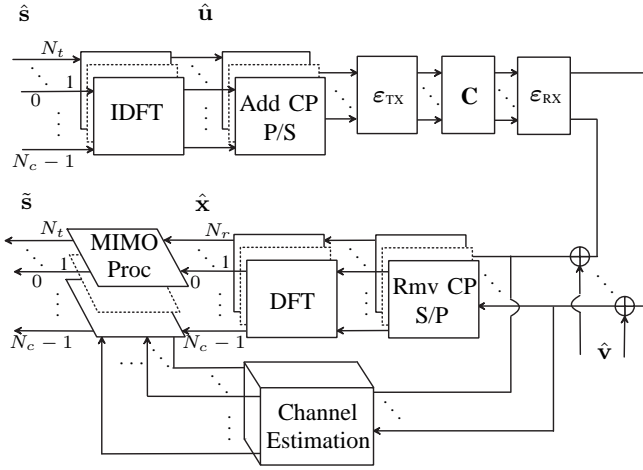 ŝ
û
N_t
1
0
N_c − 1
IDFT
Add CP
P/S
ε_TX
C
ε_RX
s̃
x̂
N_t
1
0
N_c − 1
MIMO
Proc
N_r
1
0
N_c − 1
DFT
Rmv CP
S/P
v̂
Channel
Estimation